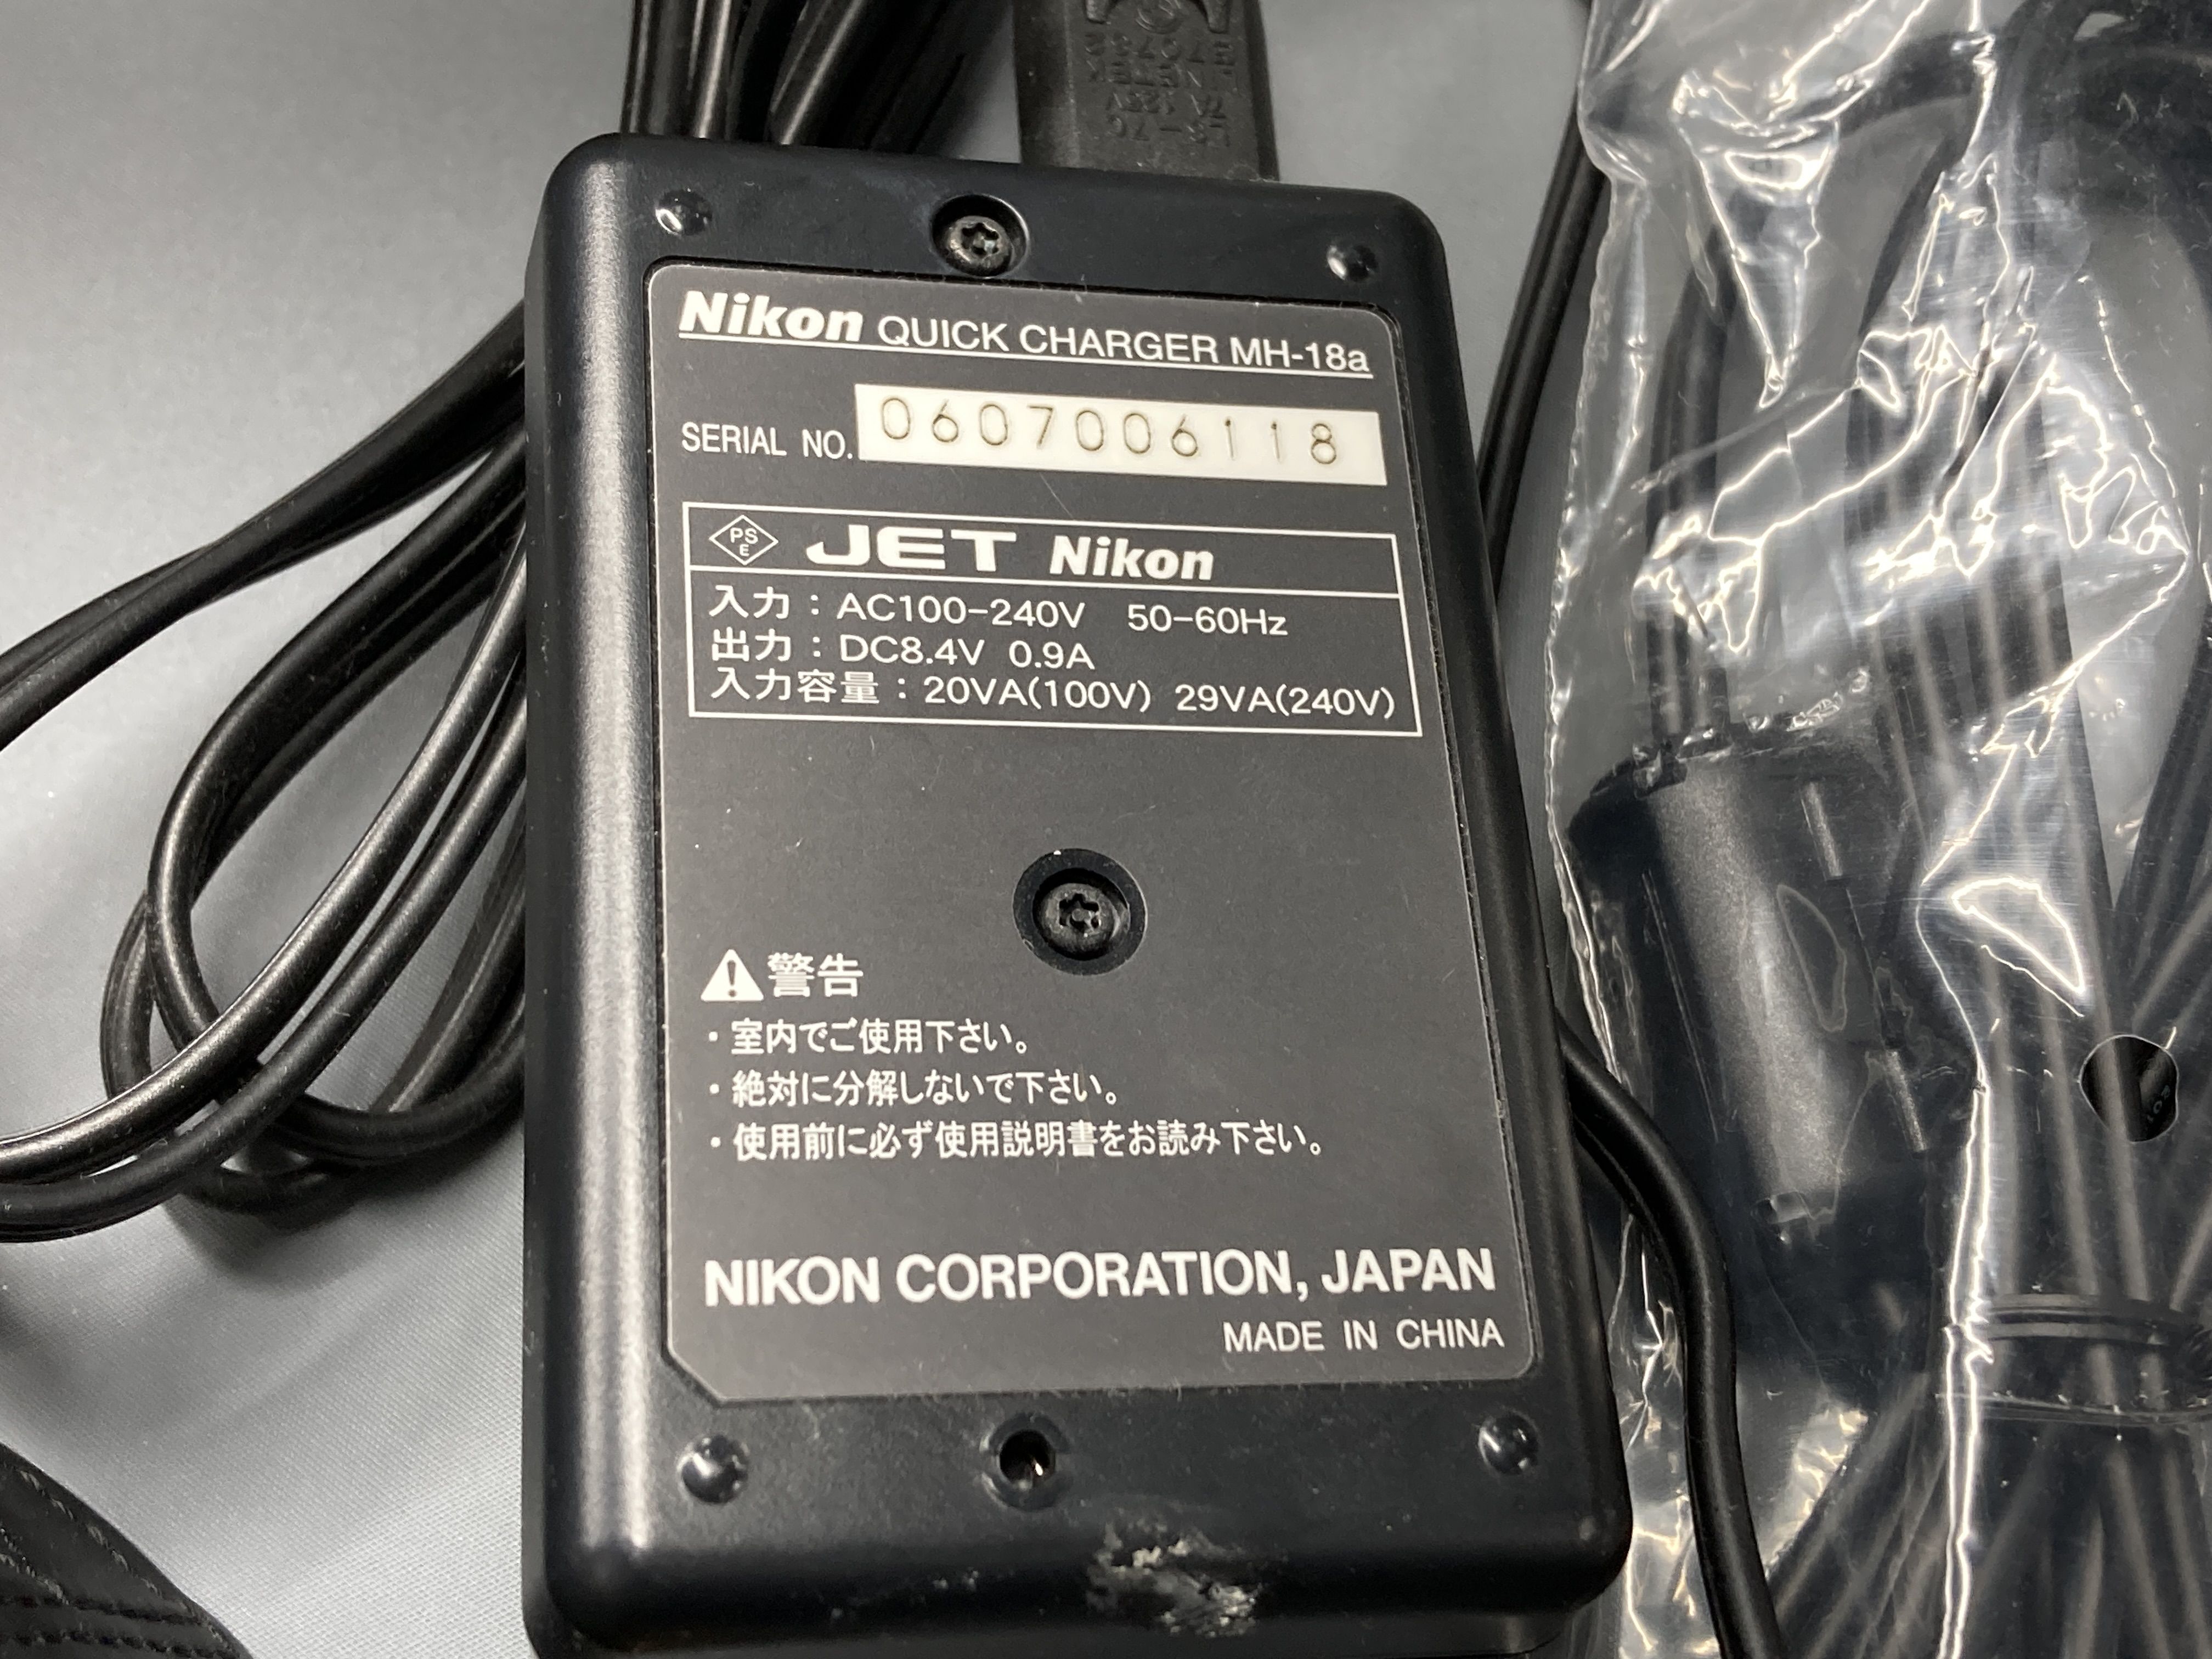 Nikon QUICK CHARGER MH-18a
SERIAL NO. 0607006118
PS E JET Nikon
入力：AC100-240V 50-60Hz
出力：DC8.4V 0.9A
入力容量：20VA(100V) 29VA(240V)
警告
・室内でご使用下さい。
・絶対に分解しないで下さい。
・使用前に必ず使用説明書をお読み下さい。
NIKON CORPORATION, JAPAN
MADE IN CHINA
7A 125V